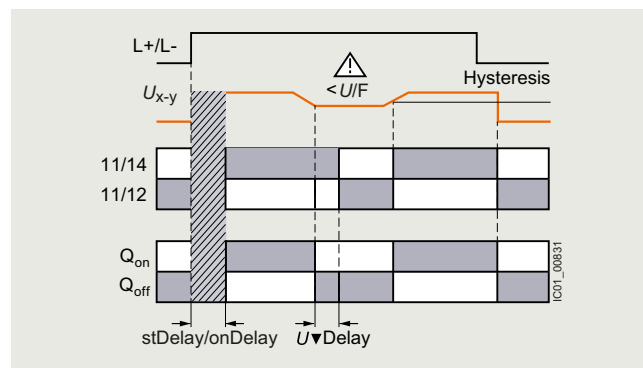 L+/L-
Hysteresis
Ux-y
< U/F
11/14
11/12
Qon
Qoff
IC01_00831
stDelay/onDelay
U▼Delay